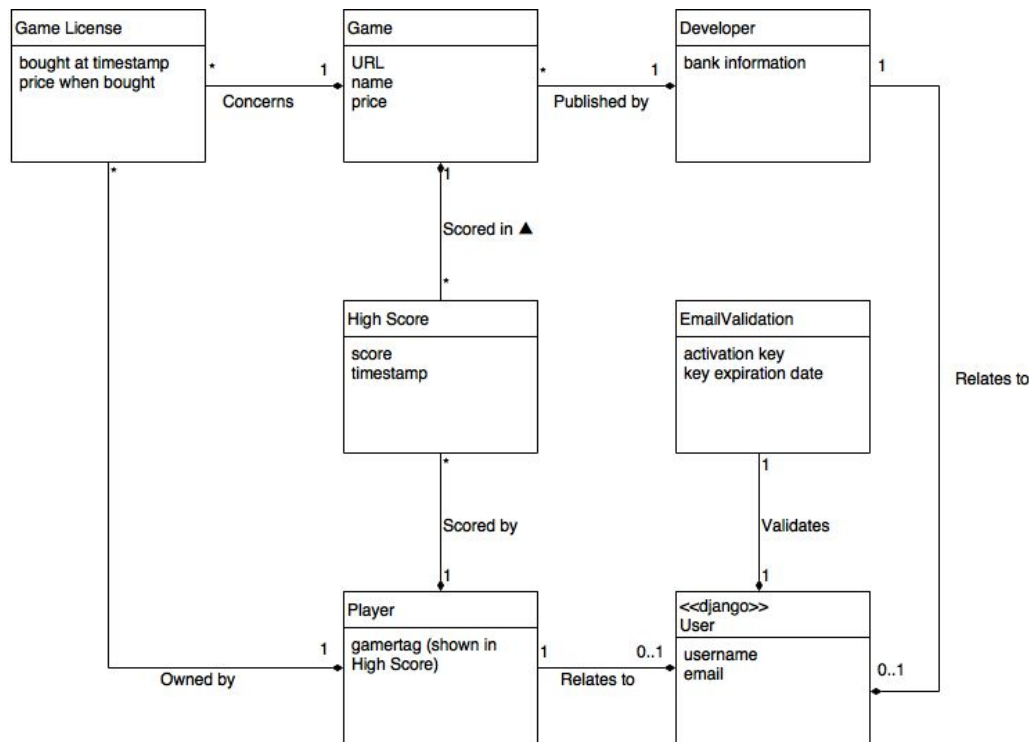 Game License
bought at timestamp
price when bought
*
1
Concerns
Game
URL
name
price
*
1
Published by
Developer
bank information
1
Relates to
0..1
*
1
Owned by
1
Scored in ▲
*
High Score
score
timestamp
*
Scored by
1
EmailValidation
activation key
key expiration date
1
Validates
1
Player
gamertag (shown in
High Score)
1
0..1
Relates to
<<django>>
User
username
email